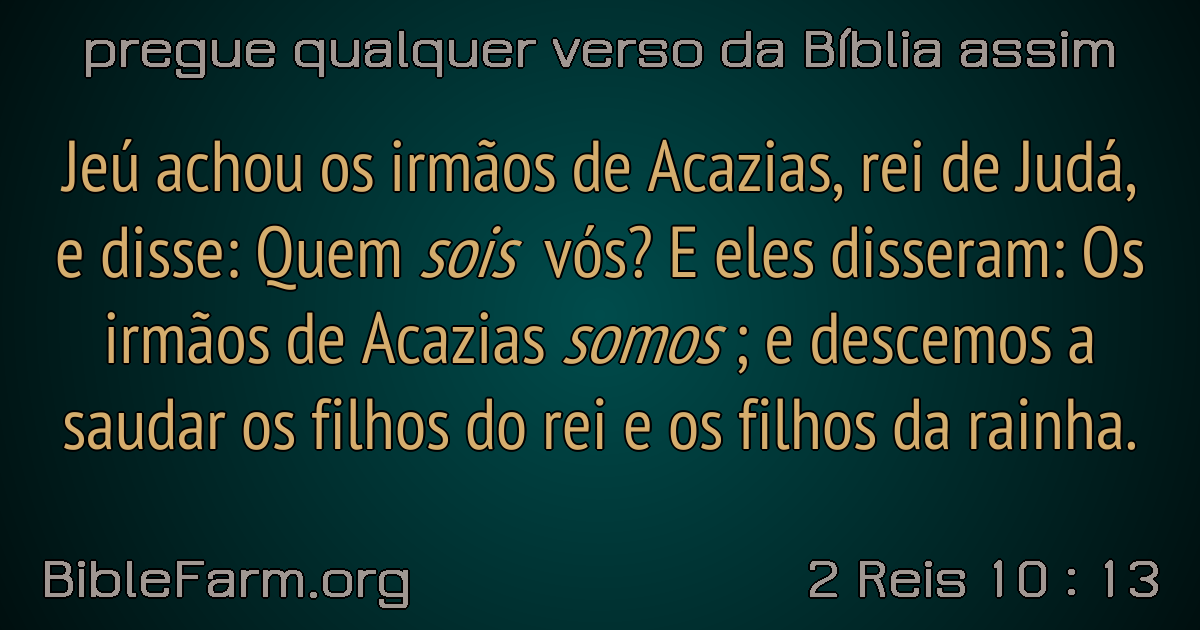 pregue qualquer verso da Bíblia assim
Jeú achou os irmãos de Acazias, rei de Judá,
e disse: Quem sois vós? E eles disseram: Os
irmãos de Acazias somos ; e descemos a
saudar os filhos do rei e os filhos da rainha.
BibleFarm.org
2 Reis 10 : 13